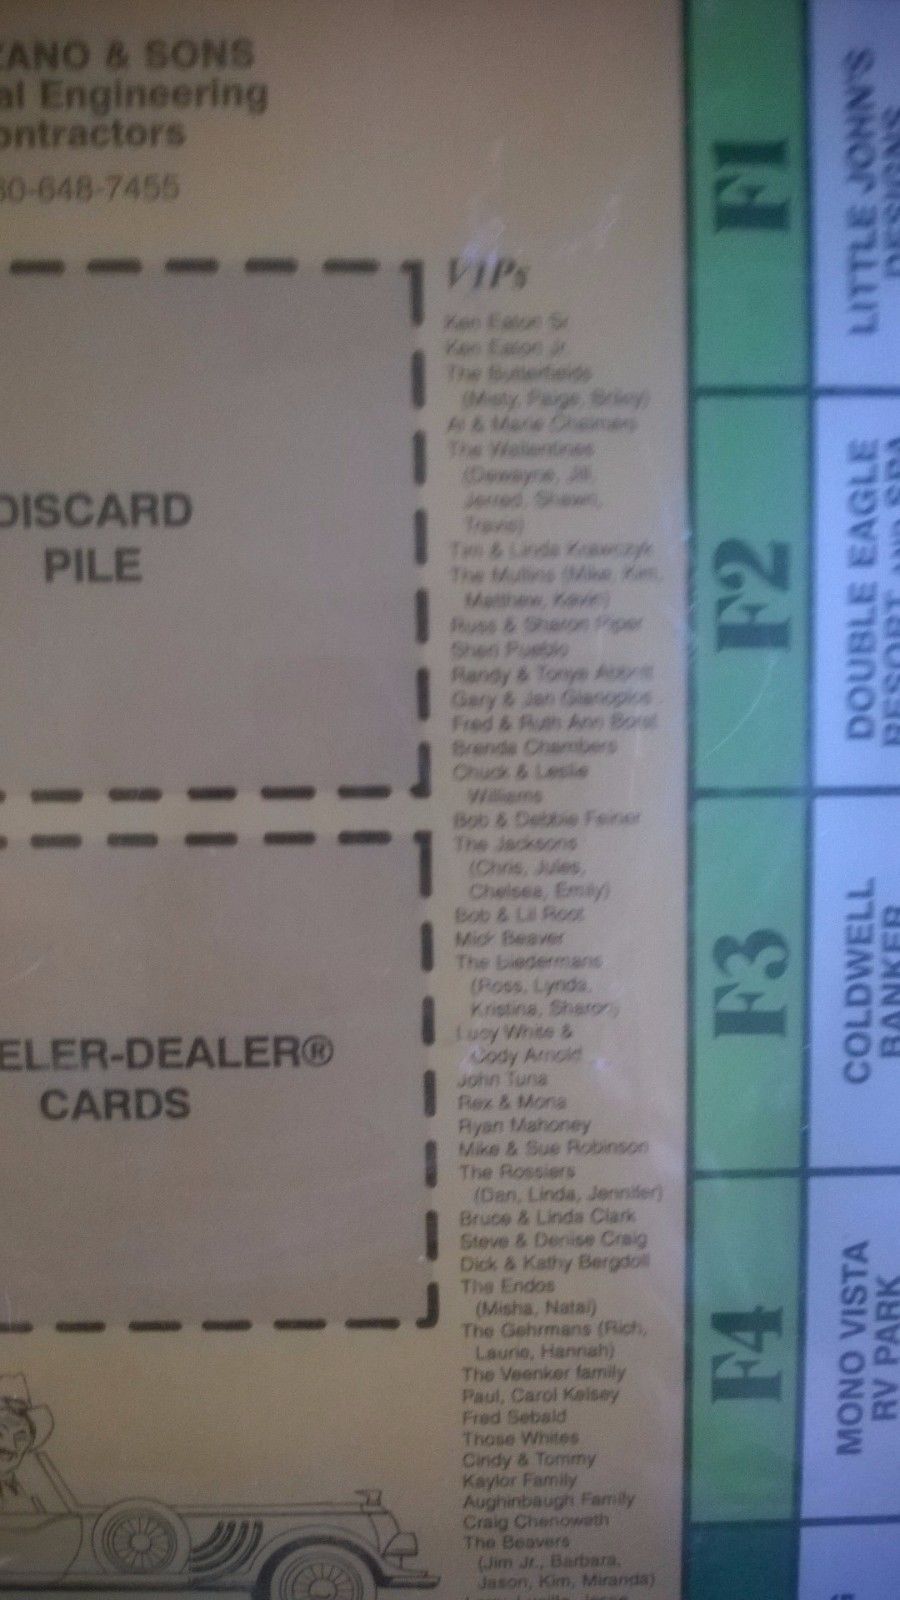 ZANO & SONS
al Engineering
ontractors
60-648-7455
DISCARD
PILE
ELER-DEALER®
CARDS
VIPs
Ken Eaton Sr
Ken Eaton Jr
The Butterfields
(Misty, Paige, Briley)
Al & Marie Chalmers
The Wallentines
(Dewayne, Jill,
Jerred, Shawn,
Travis)
Tim & Linda Krawczyk
The Mullins (Mike, Kim,
Matthew, Kevin)
Russ & Sharon Piper
Sheri Pueblo
Randy & Tonye Abbott
Gary & Jan Gianoplos
Fred & Ruth Ann Borst
Brenda Chambers
Chuck & Leslie
Williams
Bob & Debbie Feiner
The Jacksons
(Chris, Jules,
Chelsea, Emily)
Bob & Lil Root
Mick Beaver
The biedermans
(Ross, Lynda,
Kristina, Sharon)
Lucy White &
Cody Arnold
John Tuna
Rex & Mona
Ryan Mahoney
Mike & Sue Robinson
The Rossiers
(Dan, Linda, Jennifer)
Bruce & Linda Clark
Steve & Denise Craig
Dick & Kathy Bergdoll
The Endos
(Misha, Natai)
The Gehrmans (Rich,
Laurie, Hannah)
The Veenker family
Paul, Carol Kelsey
Fred Sebald
Those Whites
Cindy & Tommy
Kaylor Family
Aughinbaugh Family
Craig Chenoweth
The Beavers
(Jim Jr., Barbara,
Jason, Kim, Miranda)
F1
LITTLE JOHN'S
DESIGNS
F2
DOUBLE EAGLE
RESORT AND SPA
F3
COLDWELL
BANKER
F4
MONO VISTA
RV PARK